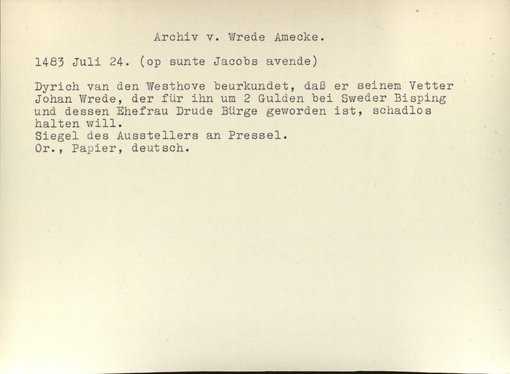 Archiv v. Wrede Amecke.
1483 Juli 24. (op sunte Jacobs avende)
Dyrich van den Westhove beurkundet, daß er seinem Vetter
Johan Wrede, der für ihn um 2 Gulden bei Sweder Bisping
und dessen Ehefrau Drude Bürge geworden ist, schadlos
halten will.
Siegel des Ausstellers an Pressel.
Or., Papier, deutsch.